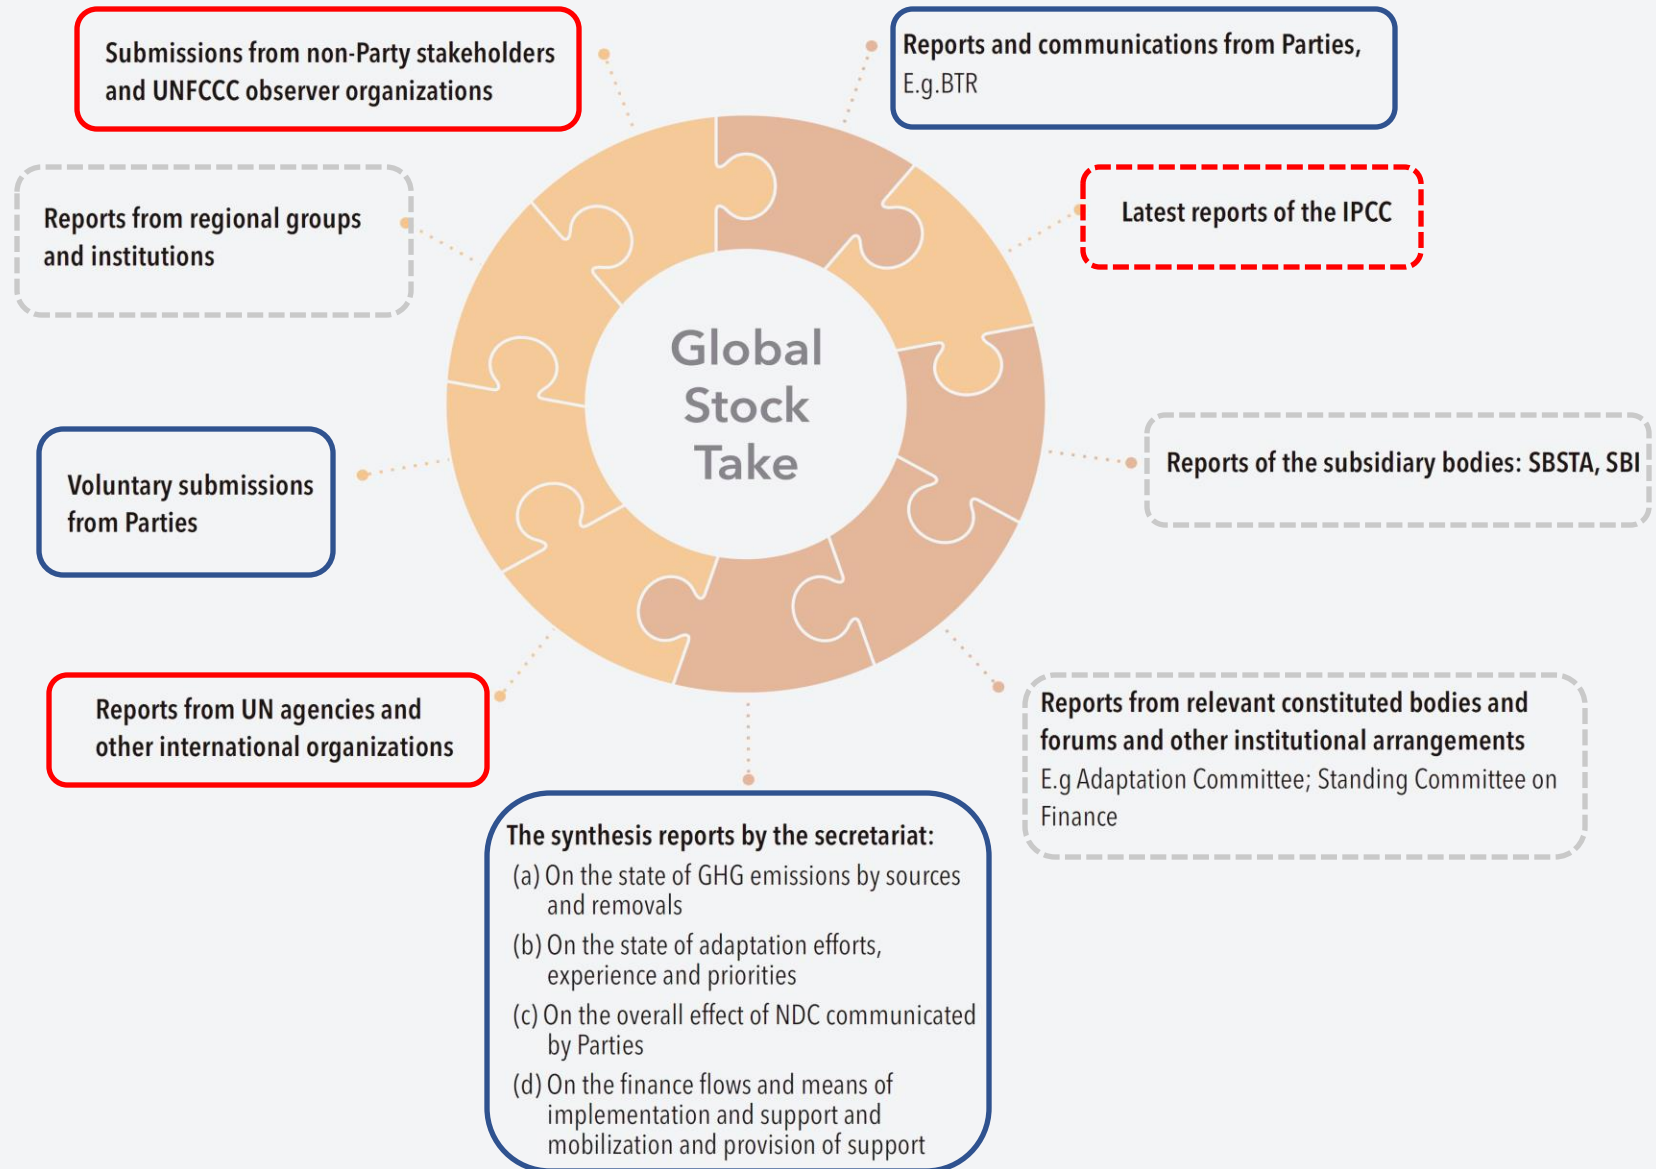 Submissions from non-Party stakeholders
and UNFCCC observer organizations
Reports and communications from Parties,
E.g.BTR
Reports from regional groups
and institutions
Latest reports of the IPCC
Global
Stock
Take
Voluntary submissions
from Parties
Reports of the subsidiary bodies: SBSTA, SBI
Reports from UN agencies and
other international organizations
Reports from relevant constituted bodies and
forums and other institutional arrangements
E.g Adaptation Committee; Standing Committee on
Finance
The synthesis reports by the secretariat:
(a) On the state of GHG emissions by sources
and removals
(b) On the state of adaptation efforts,
experience and priorities
(c) On the overall effect of NDC communicated
by Parties
(d) On the finance flows and means of
implementation and support and
mobilization and provision of support